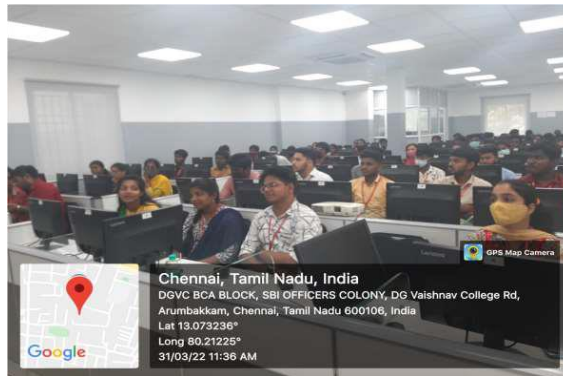 GPS Map Camera
Chennai, Tamil Nadu, India
DGVC BCA BLOCK, SBI OFFICERS COLONY, DG Vaishnav College Rd,
Arumbakkam, Chennai, Tamil Nadu 600106, India
Lat 13.073236°
Long 80.21225°
31/03/22 11:36 AM
Google